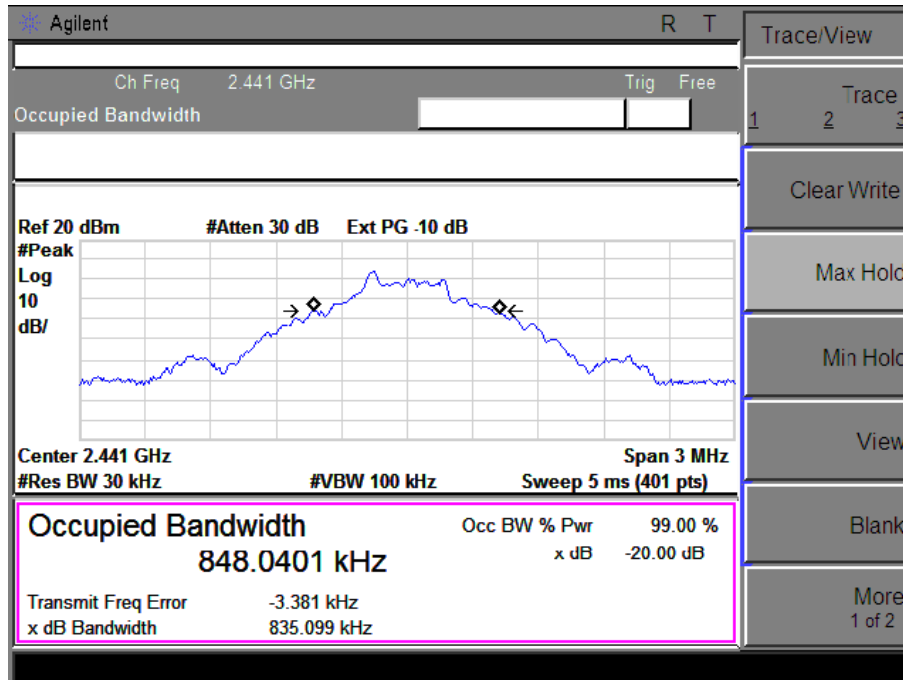 Agilent R T
Ch Freq 2.441 GHz Trig Free
Occupied Bandwidth
Ref 20 dBm #Atten 30 dB Ext PG -10 dB
#Peak
Log
10
dB/
Center 2.441 GHz Span 3 MHz
#Res BW 30 kHz #VBW 100 kHz Sweep 5 ms (401 pts)
Occupied Bandwidth Occ BW % Pwr 99.00 %
848.0401 kHz x dB -20.00 dB
Transmit Freq Error -3.381 kHz
x dB Bandwidth 835.099 kHz
Trace/View
Trace
1 2 3
Clear Write
Max Hold
Min Hold
View
Blank
More
1 of 2